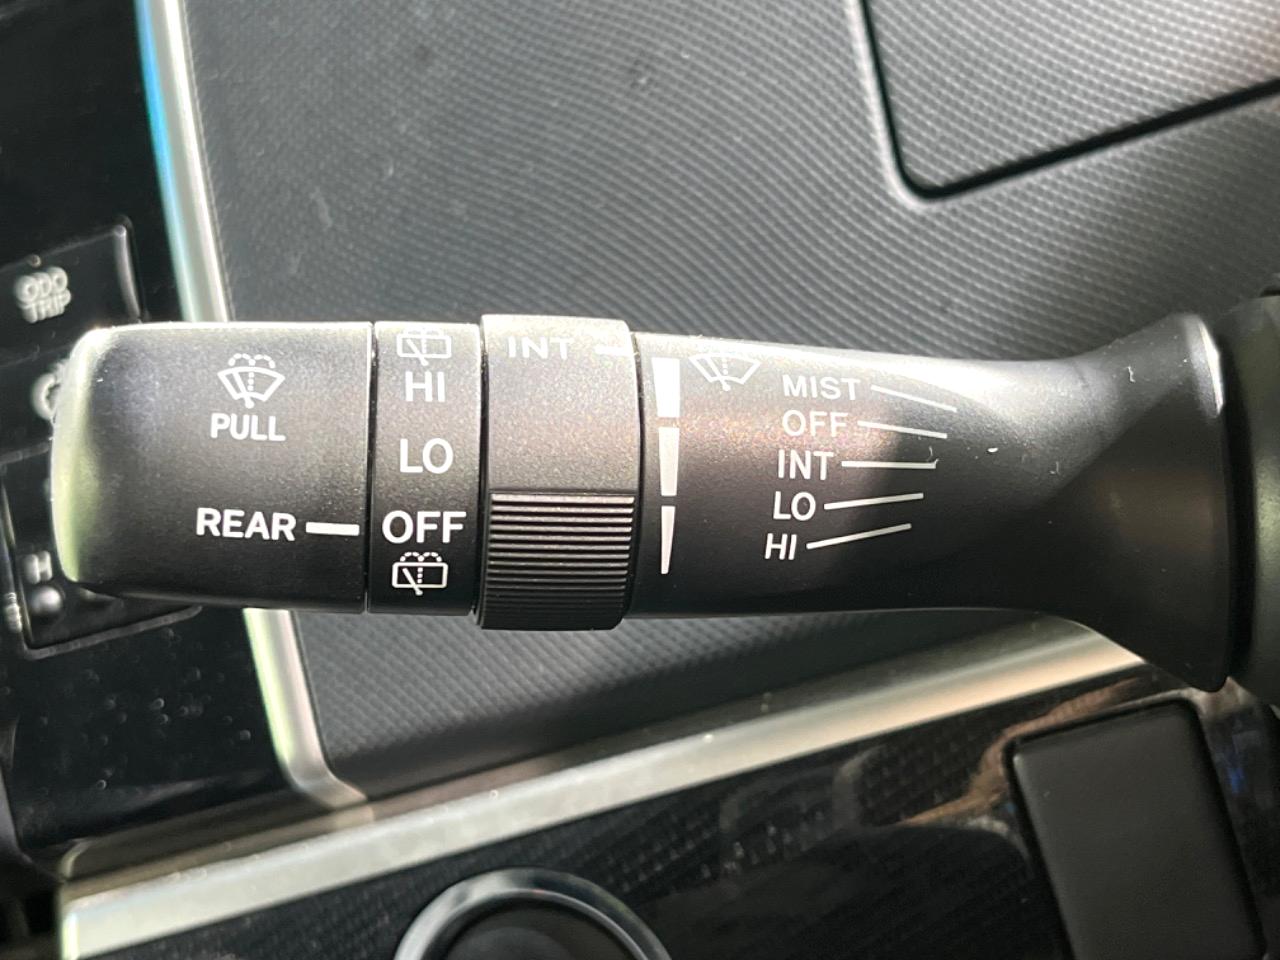 ODO
TRIP
PULL
REAR
HI
LO
OFF
INT
MIST
OFF
INT
LO
HI
H